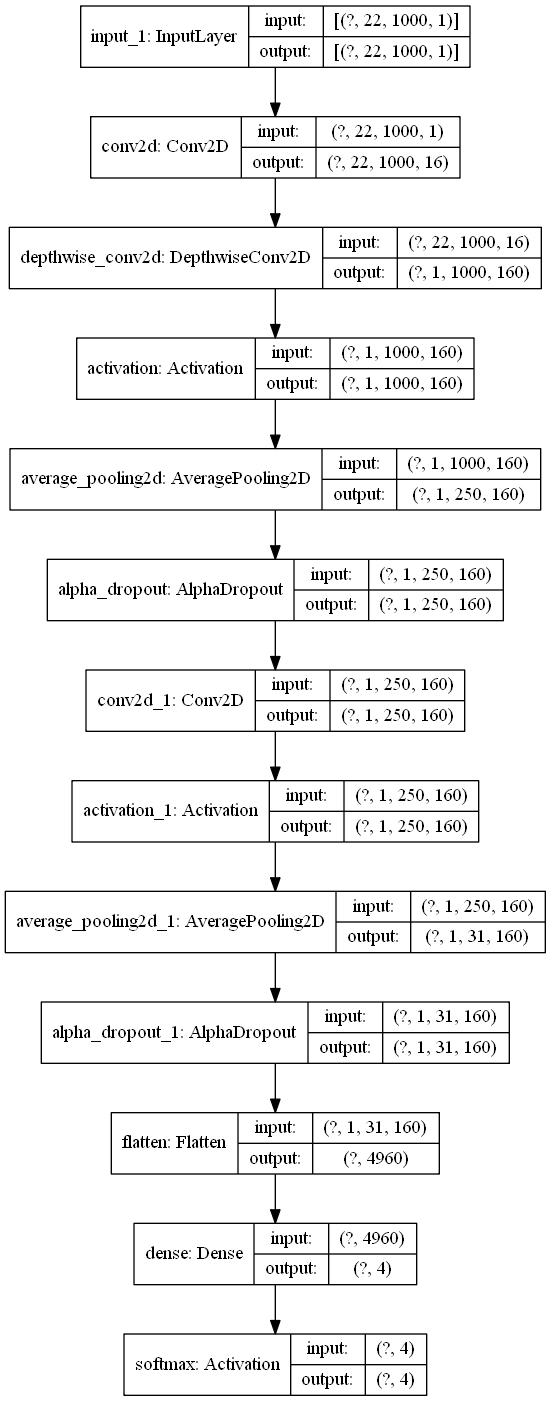 input_1: InputLayer
input: [(?, 22, 1000, 1)]
output: [(?, 22, 1000, 1)]
conv2d: Conv2D
input: (?, 22, 1000, 1)
output: (?, 22, 1000, 16)
depthwise_conv2d: DepthwiseConv2D
input: (?, 22, 1000, 16)
output: (?, 1, 1000, 160)
activation: Activation
input: (?, 1, 1000, 160)
output: (?, 1, 1000, 160)
average_pooling2d: AveragePooling2D
input: (?, 1, 1000, 160)
output: (?, 1, 250, 160)
alpha_dropout: AlphaDropout
input: (?, 1, 250, 160)
output: (?, 1, 250, 160)
conv2d_1: Conv2D
input: (?, 1, 250, 160)
output: (?, 1, 250, 160)
activation_1: Activation
input: (?, 1, 250, 160)
output: (?, 1, 250, 160)
average_pooling2d_1: AveragePooling2D
input: (?, 1, 250, 160)
output: (?, 1, 31, 160)
alpha_dropout_1: AlphaDropout
input: (?, 1, 31, 160)
output: (?, 1, 31, 160)
flatten: Flatten
input: (?, 1, 31, 160)
output: (?, 4960)
dense: Dense
input: (?, 4960)
output: (?, 4)
softmax: Activation
input: (?, 4)
output: (?, 4)